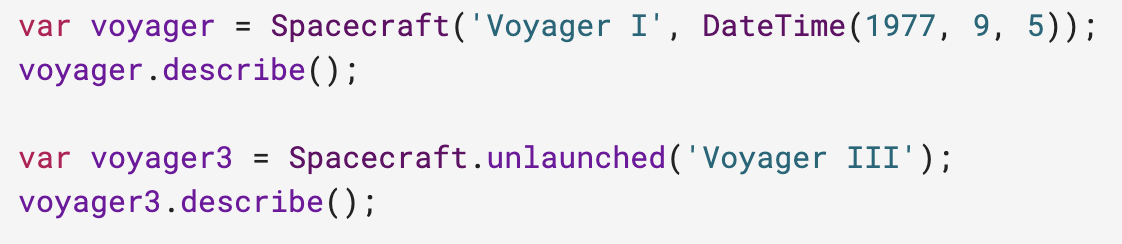 var voyager = Spacecraft('Voyager I', DateTime(1977, 9, 5));
voyager.describe();
var voyager3 = Spacecraft.unlaunched('Voyager III');
voyager3.describe();